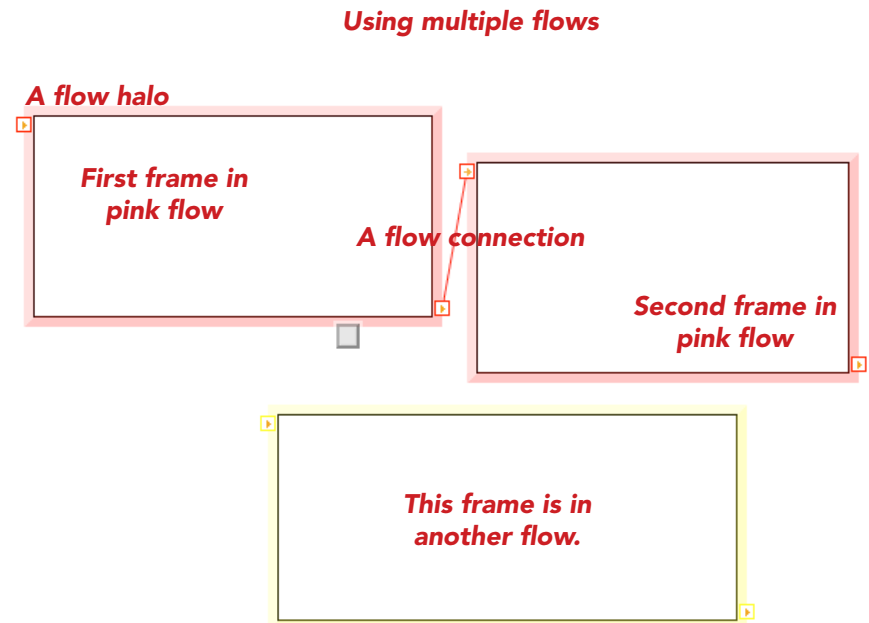 Using multiple flows
A flow halo
First frame in
pink flow
A flow connection
Second frame in
pink flow
This frame is in
another flow.